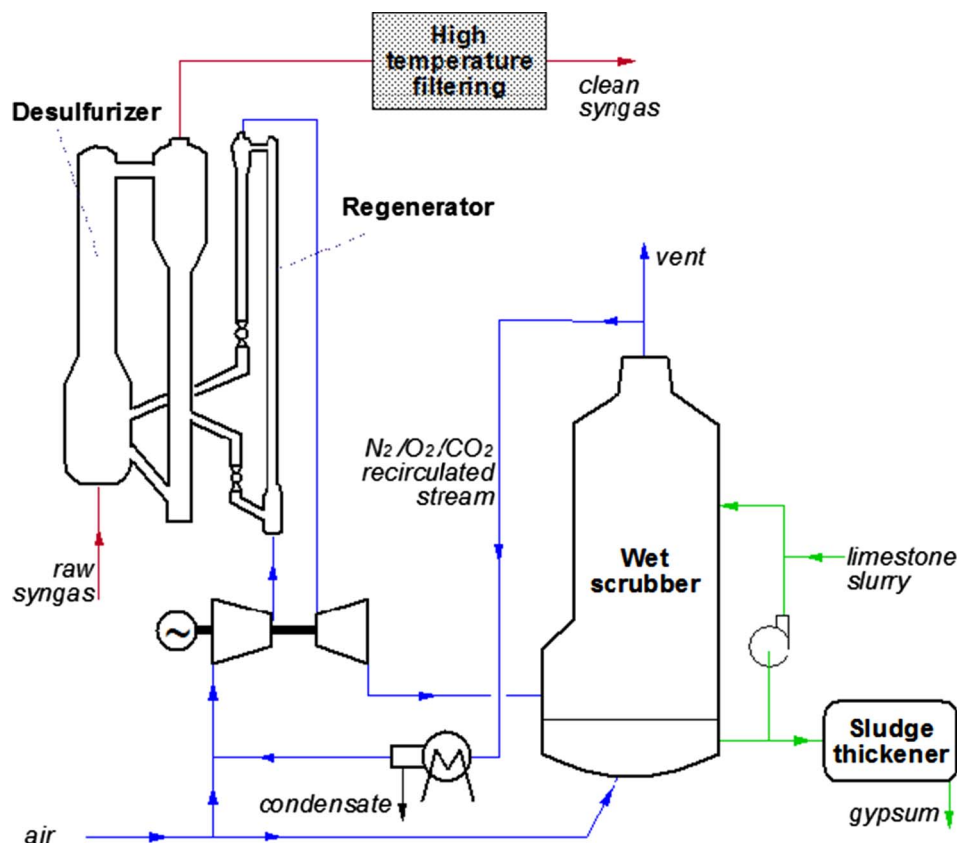 High
temperature
filtering
clean
syngas
Desulfurizer
Regenerator
vent
N₂/O₂/CO₂
recirculated
stream
Wet
scrubber
limestone
slurry
raw
syngas
~
Sludge
thickener
condensate
gypsum
air